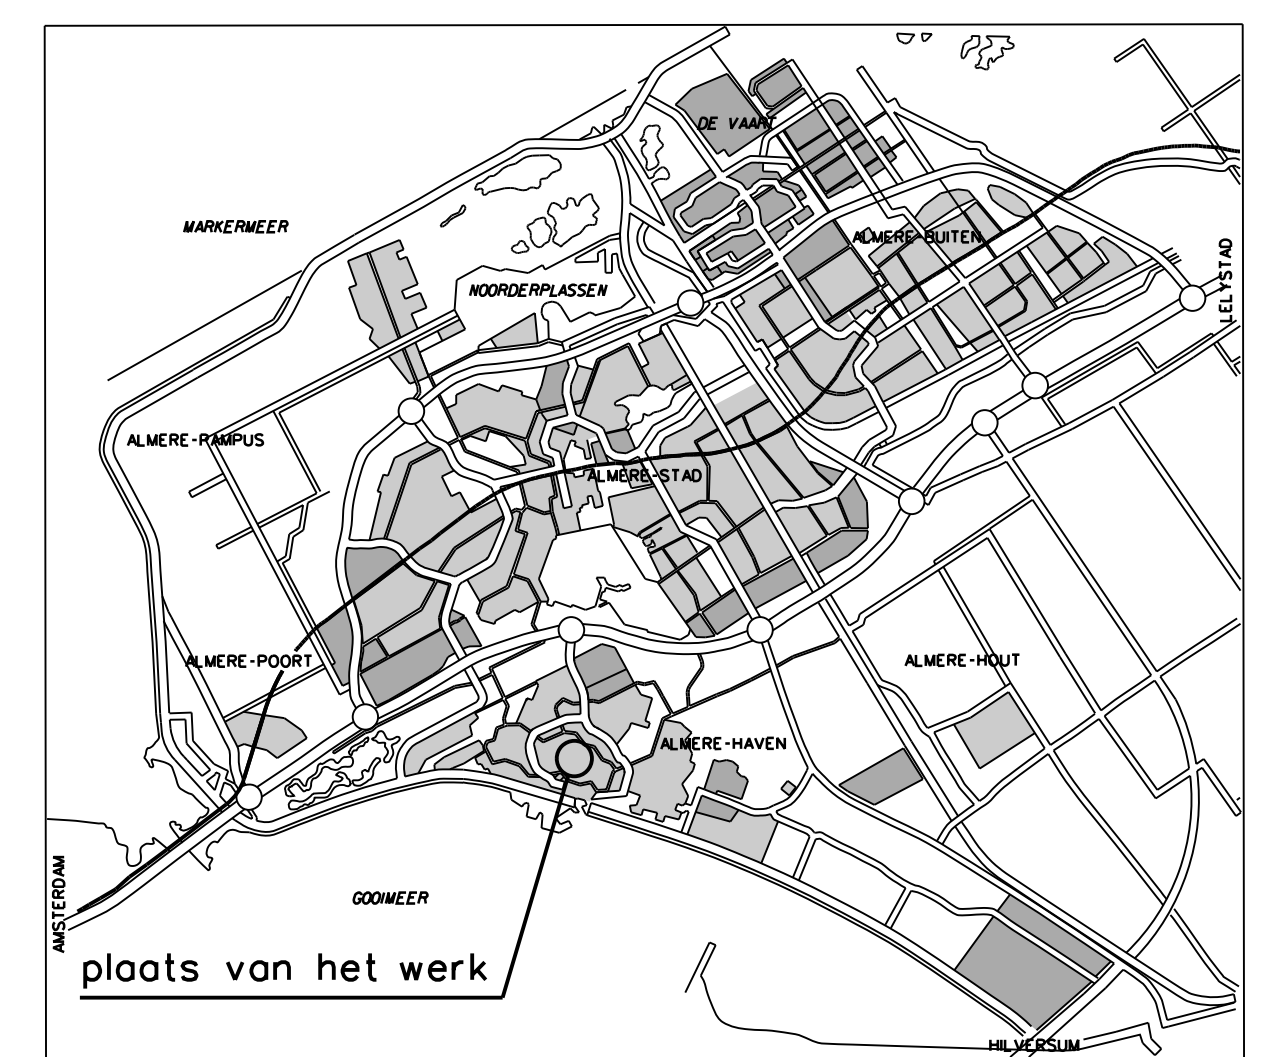 DE VAART
MARKERMEER
ALMERE-BUITEN
LELYSTAD
NOORDERPLASSEN
ALMERE-PAMPUS
ALMERE-STAD
ALMERE-POORT
ALMERE-HOUT
ALMERE-HAVEN
AMSTERDAM
GOOIMEER
plaats van het werk
HILVERSUM